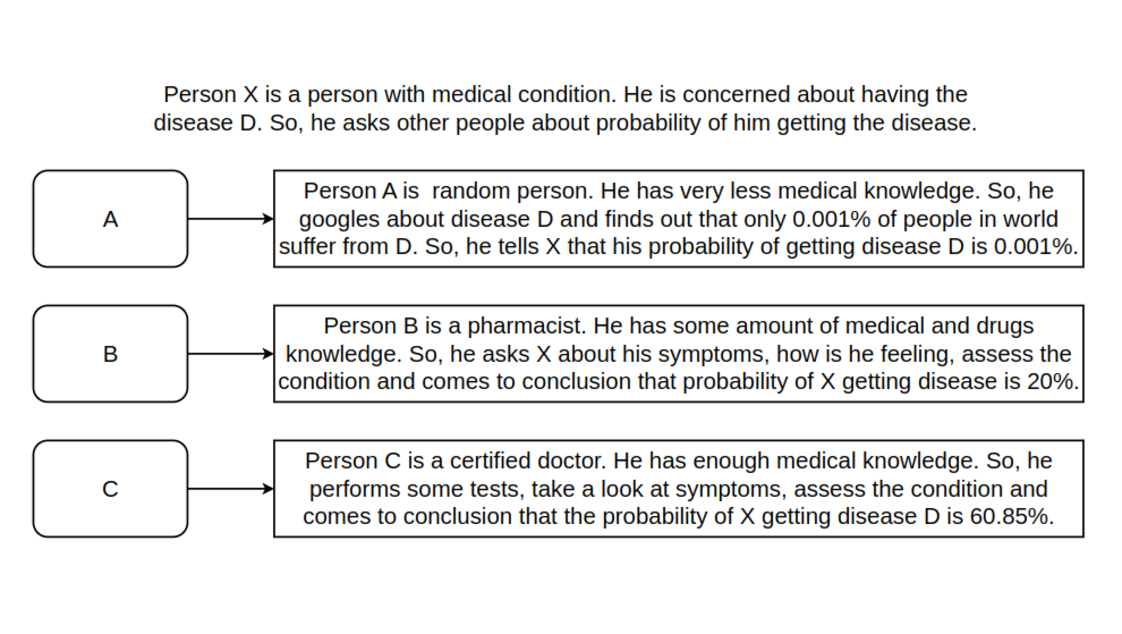 Person X is a person with medical condition. He is concerned about having the
disease D. So, he asks other people about probability of him getting the disease.
A
Person A is  random person. He has very less medical knowledge. So, he
googles about disease D and finds out that only 0.001% of people in world
suffer from D. So, he tells X that his probability of getting disease D is 0.001%.
B
Person B is a pharmacist. He has some amount of medical and drugs
knowledge. So, he asks X about his symptoms, how is he feeling, assess the
condition and comes to conclusion that probability of X getting disease is 20%.
C
Person C is a certified doctor. He has enough medical knowledge. So, he
performs some tests, take a look at symptoms, assess the condition and
comes to conclusion that the probability of X getting disease D is 60.85%.